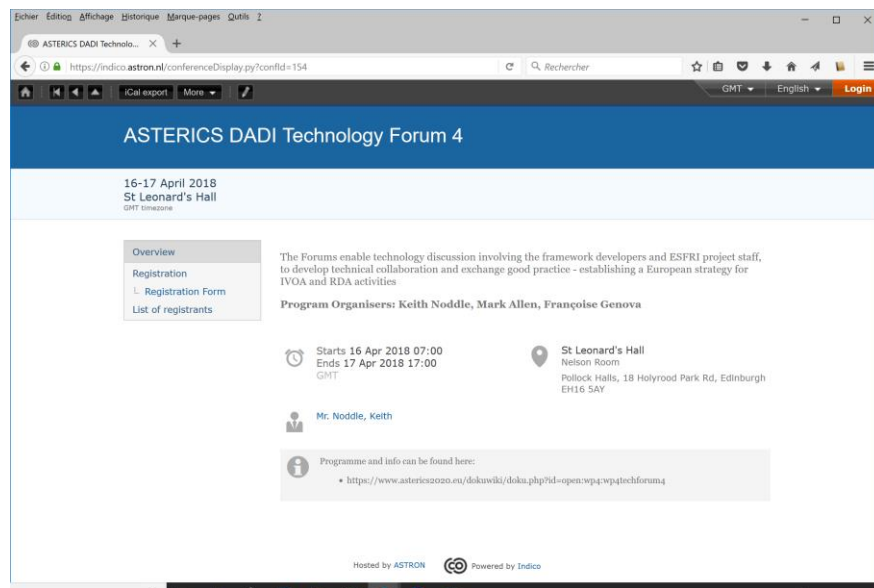 Fichier Édition Affichage Historique Marque-pages Outils ?
ASTERICS DADI Technolo...
https://indico.astron.nl/conferenceDisplay.py?confId=154
Rechercher
iCal export More
GMT English Login
ASTERICS DADI Technology Forum 4
16-17 April 2018
St Leonard's Hall
GMT timezone
Overview
Registration
Registration Form
List of registrants
The Forums enable technology discussion involving the framework developers and ESFRI project staff,
to develop technical collaboration and exchange good practice - establishing a European strategy for
IVOA and RDA activities
Program Organisers: Keith Noddle, Mark Allen, Françoise Genova
Starts 16 Apr 2018 07:00
Ends 17 Apr 2018 17:00
GMT
St Leonard's Hall
Nelson Room
Pollock Halls, 18 Holyrood Park Rd, Edinburgh
EH16 5AY
Mr. Noddle, Keith
Programme and info can be found here:
• https://www.asterics2020.eu/dokuwiki/doku.php?id=open:wp4:wp4techforum4
Hosted by ASTRON Powered by Indico